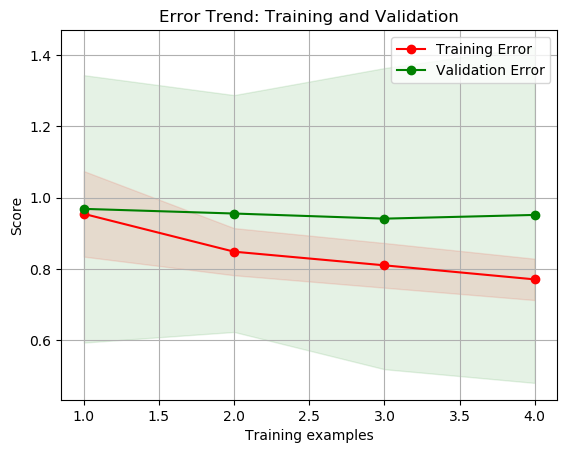 Error Trend: Training and Validation
Training Error
Validation Error
1.4
1.2
1.0
0.8
0.6
Score
1.0 1.5 2.0 2.5 3.0 3.5 4.0
Training examples